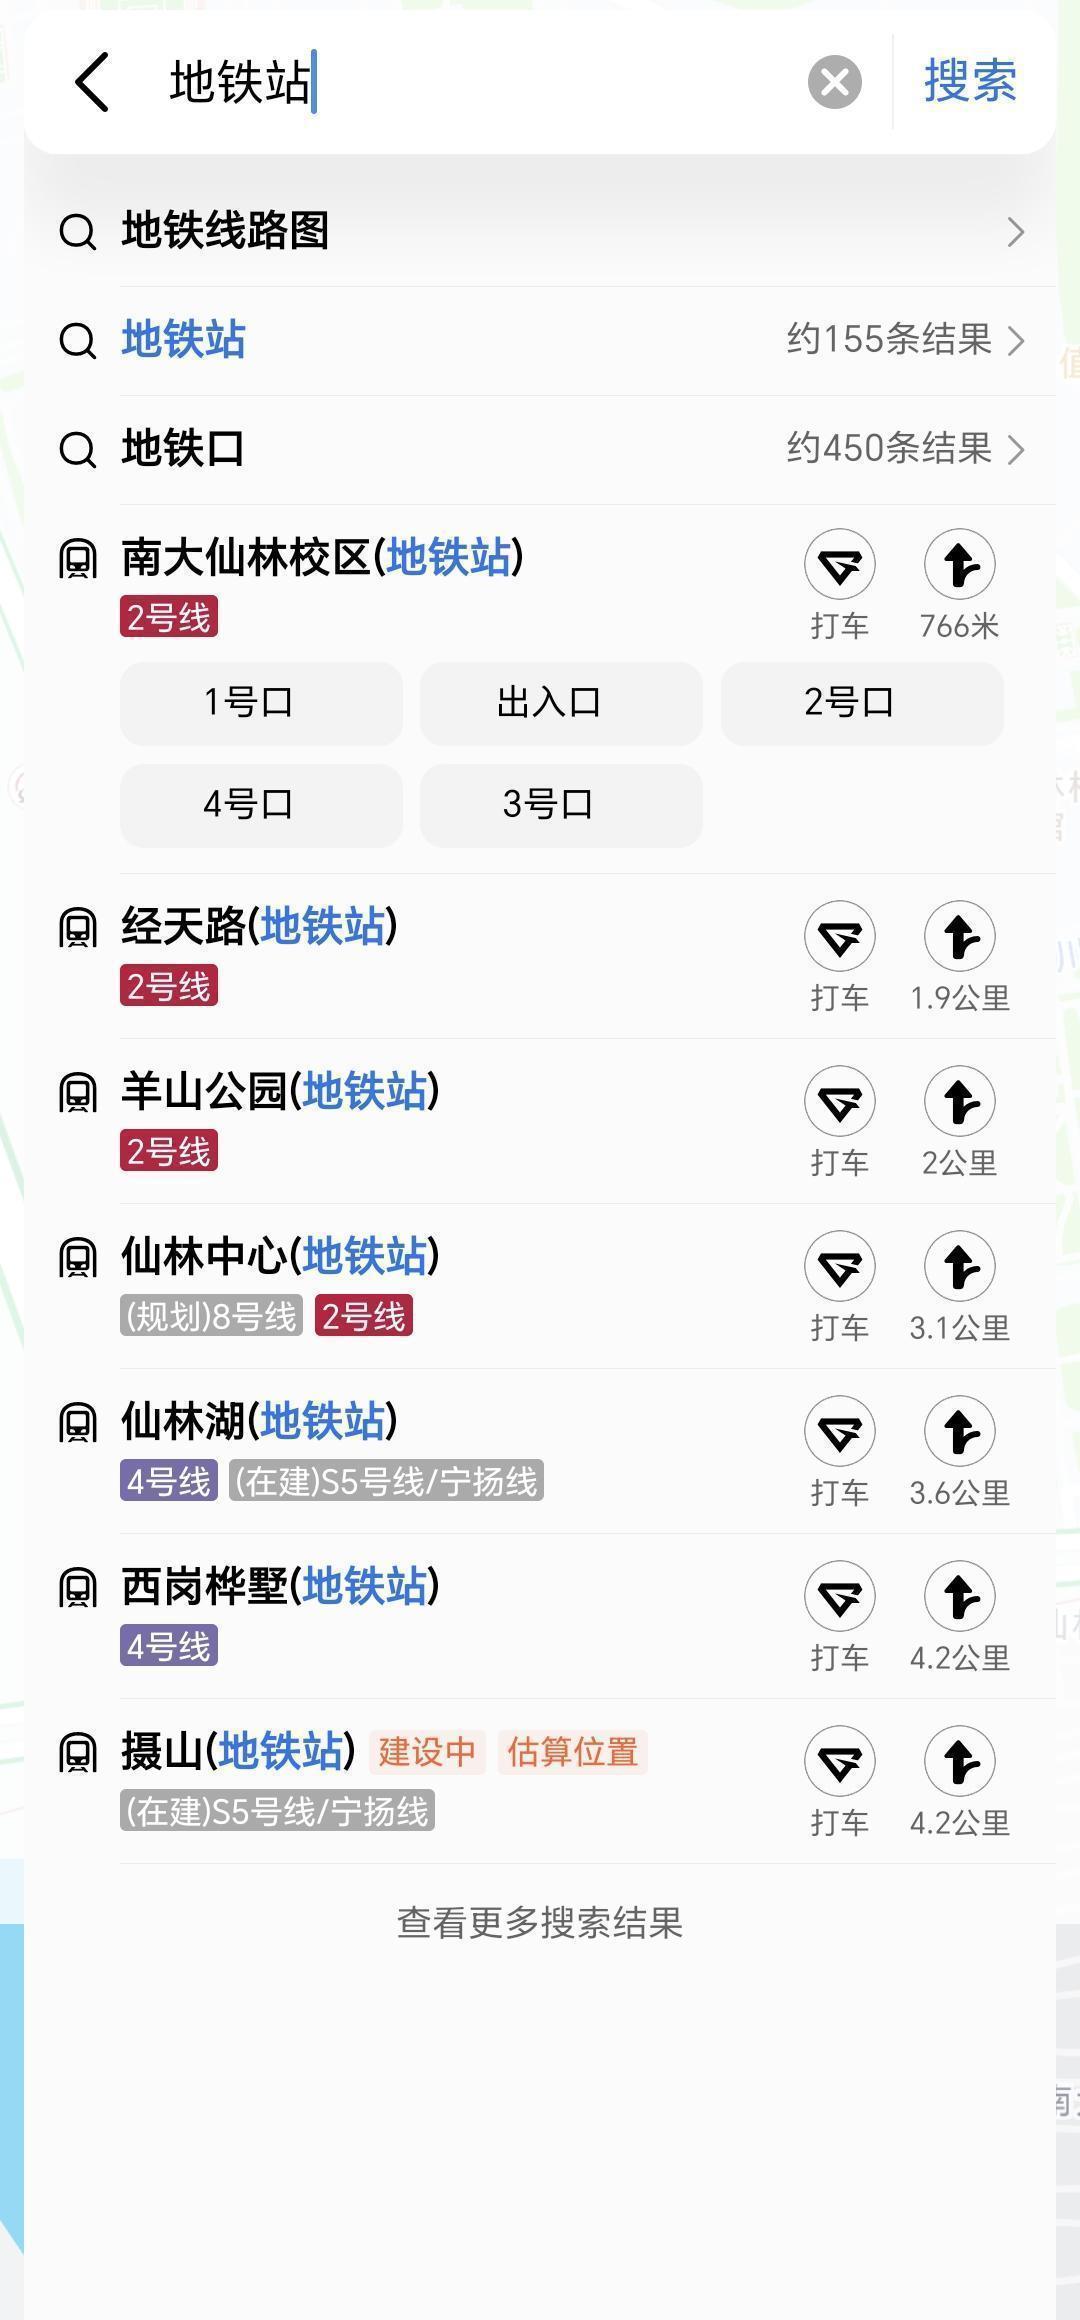 地铁站
搜索
地铁线路图
地铁站 约155条结果
地铁口 约450条结果
南大仙林校区(地铁站)
2号线
打车 766米
1号口 出入口 2号口
4号口 3号口
经天路(地铁站)
2号线
打车 1.9公里
羊山公园(地铁站)
2号线
打车 2公里
仙林中心(地铁站)
(规划)8号线 2号线
打车 3.1公里
仙林湖(地铁站)
4号线 (在建)S5号线/宁扬线
打车 3.6公里
西岗桦墅(地铁站)
4号线
打车 4.2公里
摄山(地铁站) 建设中 估算位置
(在建)S5号线/宁扬线
打车 4.2公里
查看更多搜索结果